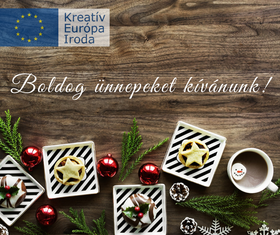 Kreatív
Európa
Iroda
Boldog ünnepeket kívánunk!